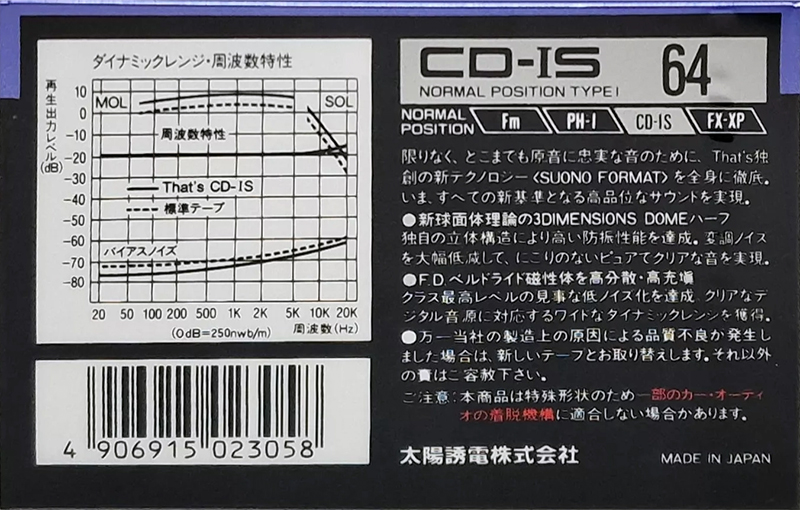 ダイナミックレンジ・周波数特性
再生出力レベル(dB)
10
0
-10
-20
-30
-40
-50
-60
-70
-80
MOL
SOL
周波数特性
That's CD-IS
標準テープ
バイアスノイズ
20 50 100 200 500 1K 2K 5K 10K 20K
(0dB=250nwb/m)
周波数(Hz)
4 906915 023058
CD-IS 64
NORMAL POSITION TYPE I
NORMAL POSITION
Fm PH-I CD-IS FX-XP
限りなく、どこまでも原音に忠実な音のために、That's独
創の新テクノロジー〈SUONO FORMAT〉を全身に徹底。
いま、すべての新基準となる高品位なサウンドを実現。
●新球面体理論の3DIMENSIONS DOMEハーフ
独自の立体構造により高い防振性能を達成。変調ノイズ
を大幅低減して、にごりのないピュアでクリアな音を実現。
●F.D.ベルドライド磁性体を高分散・高充塡
クラス最高レベルの見事な低ノイズ化を達成。クリアなデ
ジタル音源に対応するワイドなダイナミックレンジを獲得。
●万一当社の製造上の原因による品質不良が発生し
ました場合は、新しいテープとお取り替えします。それ以外
の責はご容赦下さい。
ご注意:本商品は特殊形状のため一部のカー・オーティ
オの着脱機構に適合しない場合があります。
太陽誘電株式会社
MADE IN JAPAN